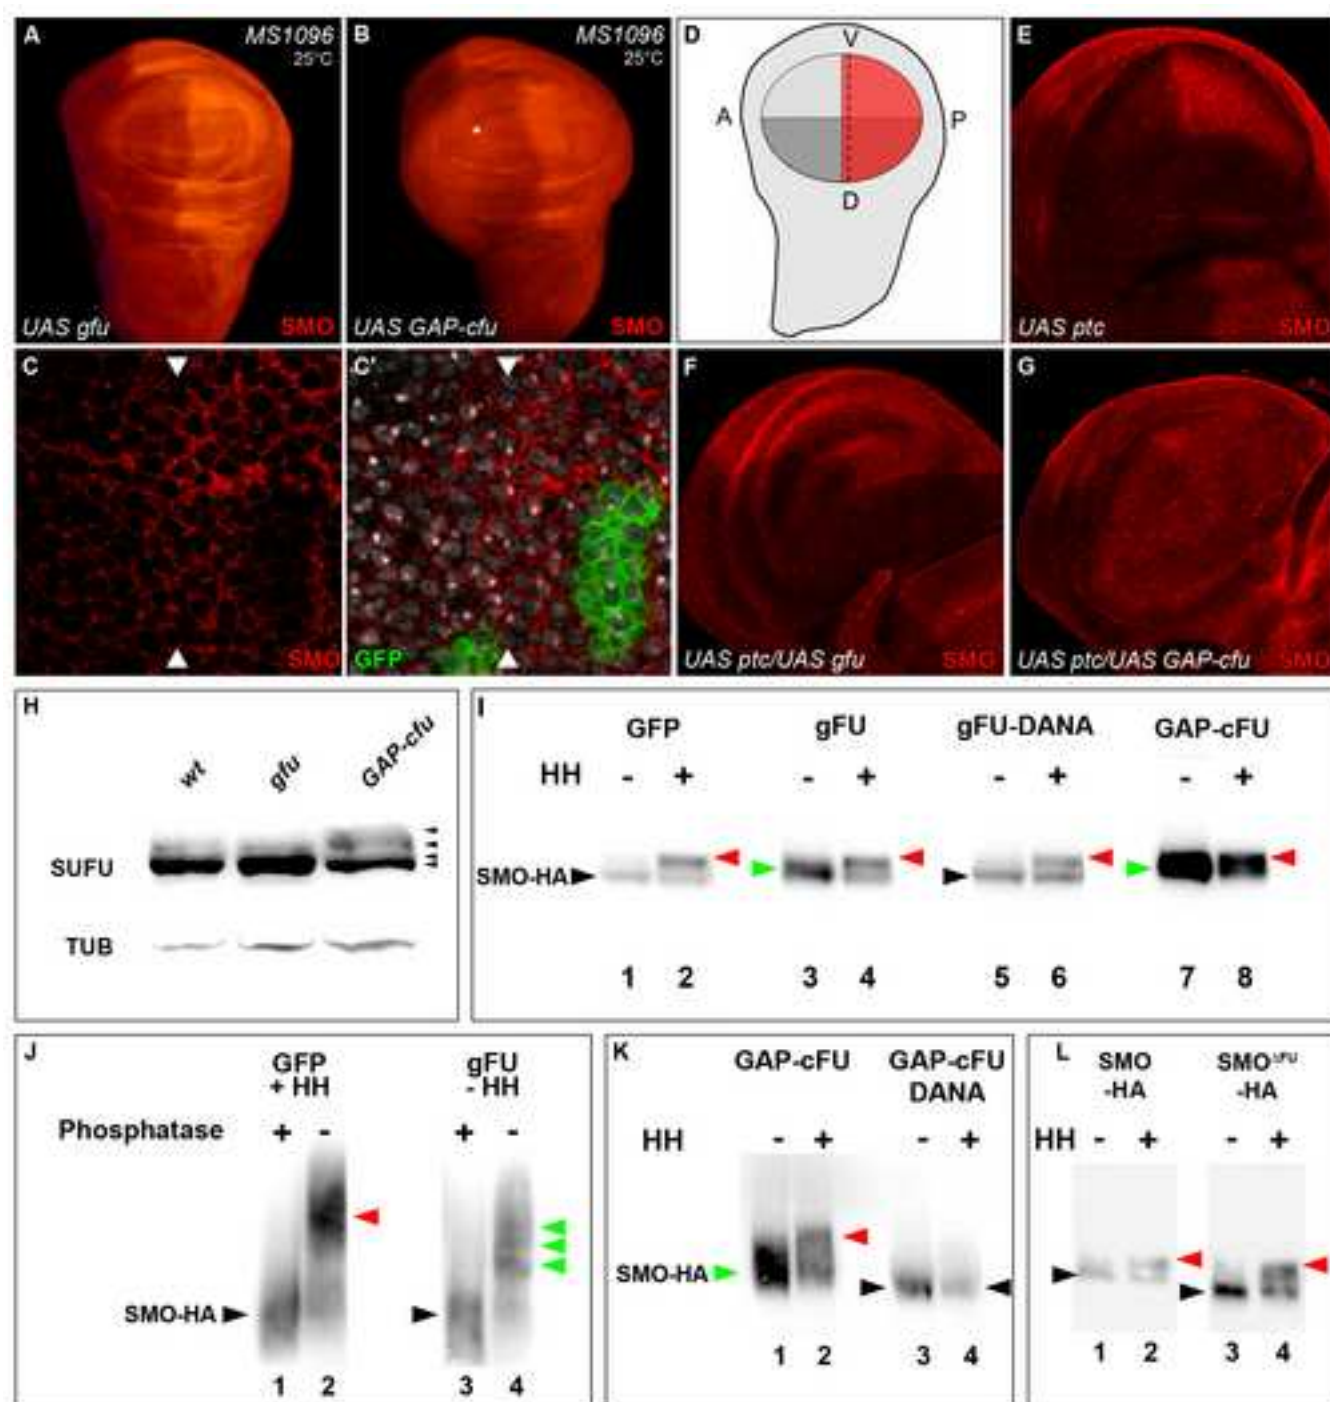 A MS1096 25°C UAS gfu SMO
B MS1096 25°C UAS GAP-cfu SMO
D V A P D
E UAS ptc SMO
C SMO
C' GFP
F UAS ptc/UAS gfu SMO
G UAS ptc/UAS GAP-cfu SMO
H
wt gfu GAP-cfu
SUFU
TUB
I
GFP gFU gFU-DANA GAP-cFU
HH - + - + - + - +
SMO-HA
1 2 3 4 5 6 7 8
J
GFP gFU
+ HH - HH
Phosphatase + - + -
SMO-HA
1 2 3 4
K
GAP-cFU GAP-cFU
DANA
HH - + - +
SMO-HA
1 2 3 4
L
SMO SMOΔFU
-HA -HA
HH - + - +
1 2 3 4